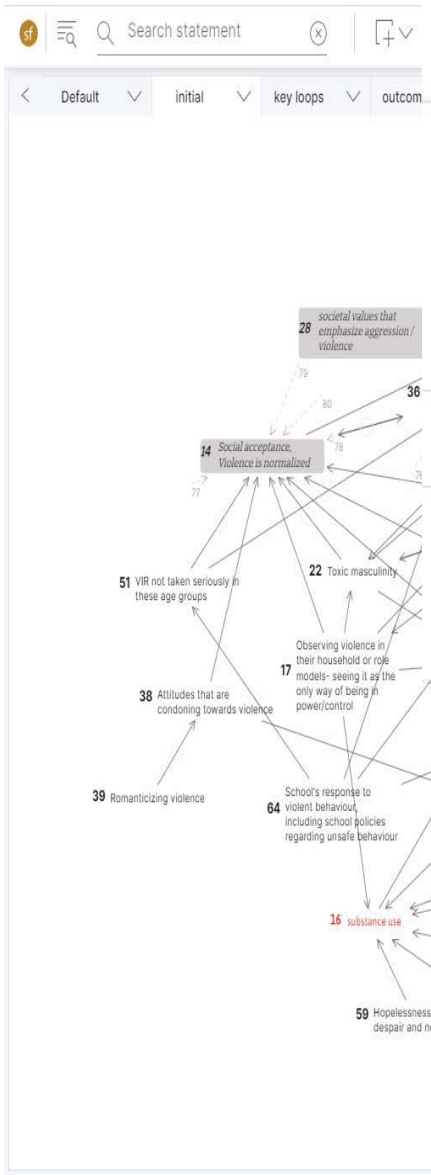 sf
Search statement
Default
initial
key loops
outcom
28 societal values that
emphasize aggression /
violence
79
36
80
14 Social acceptance,
Violence is normalized
78
77
51 VIR not taken seriously in
these age groups
22 Toxic masculinity
Observing violence in
their household or role
17 models- seeing it as the
only way of being in
power/control
38 Attitudes that are
condoning towards violence
39 Romanticizing violence
School's response to
64 violent behaviour,
including school policies
regarding unsafe behaviour
16 substance use
59 Hopelessness
despair and